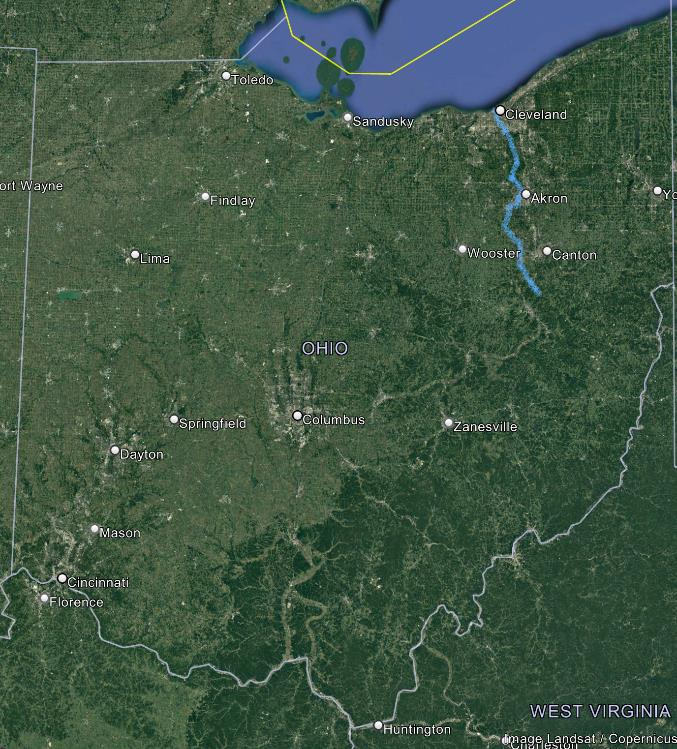 Toledo
Cleveland
Sandusky
ort Wayne
Findlay
Akron
Yo
Lima
Wooster
Canton
OHIO
Springfield
Columbus
Zanesville
Dayton
Mason
Cincinnati
Florence
WEST VIRGINIA
Huntington
Charleston
Image Landsat / Copernicus